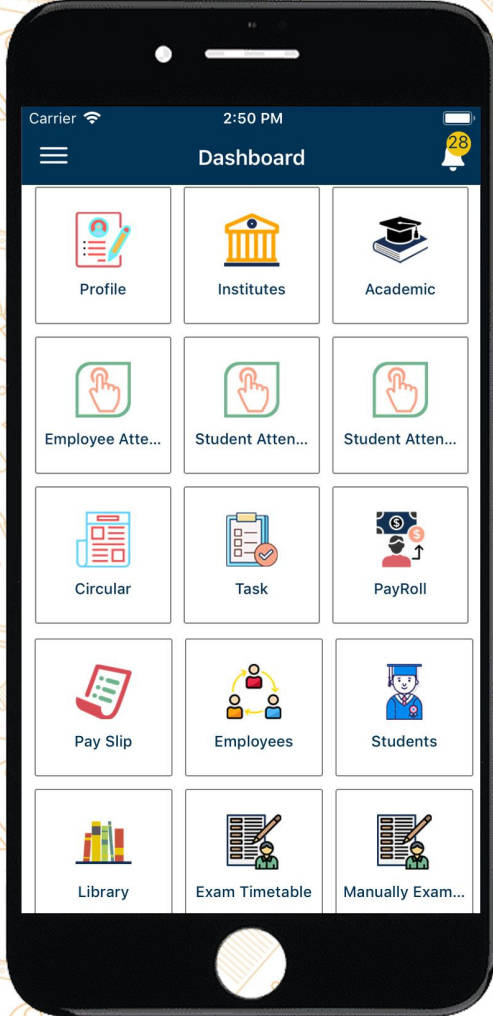 Carrier 2:50 PM
Dashboard 28
Profile Institutes Academic
Employee Atte... Student Atten... Student Atten...
Circular Task PayRoll
Pay Slip Employees Students
Library Exam Timetable Manually Exam...